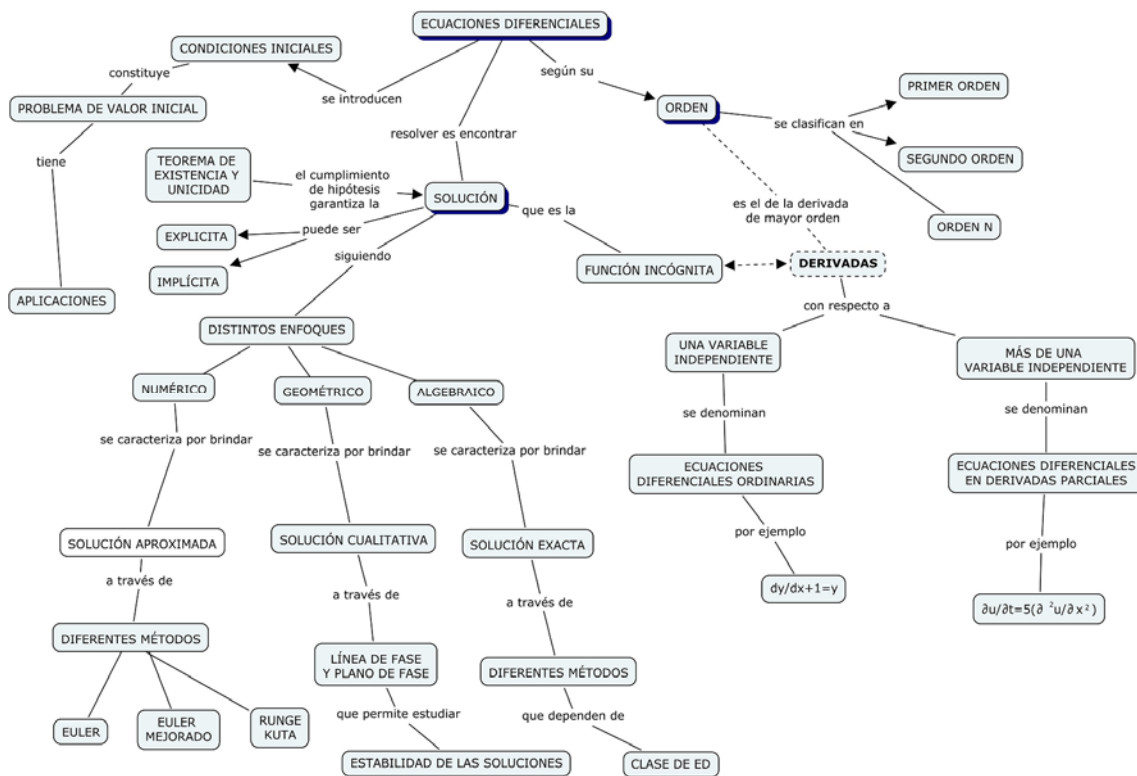 ECUACIONES DIFERENCIALES
CONDICIONES INICIALES
constituye
se introducen
según su
PROBLEMA DE VALOR INICIAL
ORDEN
PRIMER ORDEN
se clasifican en
resolver es encontrar
SEGUNDO ORDEN
tiene
TEOREMA DE
EXISTENCIA Y
UNICIDAD
el cumplimiento
de hipótesis
garantiza la
SOLUCIÓN
que es la
es el de la derivada
de mayor orden
ORDEN N
puede ser
EXPLICITA
siguiendo
IMPLÍCITA
FUNCIÓN INCÓGNITA
DERIVADAS
APLICACIONES
con respecto a
DISTINTOS ENFOQUES
UNA VARIABLE
INDEPENDIENTE
MÁS DE UNA
VARIABLE INDEPENDIENTE
NUMÉRICO
GEOMÉTRICO
ALGEBRAICO
se denominan
se denominan
se caracteriza por brindar
se caracteriza por brindar
se caracteriza por brindar
ECUACIONES
DIFERENCIALES ORDINARIAS
ECUACIONES DIFERENCIALES
EN DERIVADAS PARCIALES
SOLUCIÓN APROXIMADA
SOLUCIÓN CUALITATIVA
SOLUCIÓN EXACTA
por ejemplo
por ejemplo
a través de
a través de
a través de
dy/dx+1=y
∂u/∂t=5(∂ ²u/∂ x²)
DIFERENTES MÉTODOS
LÍNEA DE FASE
Y PLANO DE FASE
DIFERENTES MÉTODOS
EULER
EULER
MEJORADO
RUNGE
KUTA
que permite estudiar
que dependen de
ESTABILIDAD DE LAS SOLUCIONES
CLASE DE ED